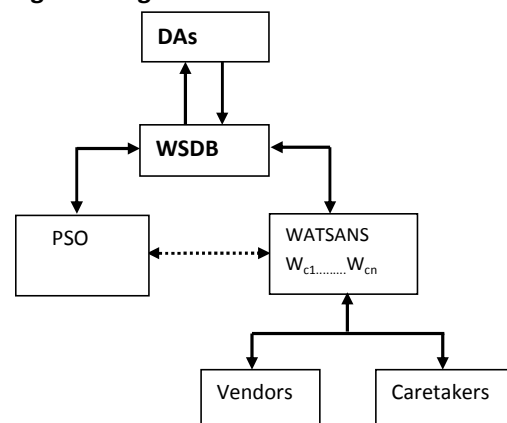 DAs
WSDB
PSO
WATSANS
Wc1.........Wcn
Vendors
Caretakers